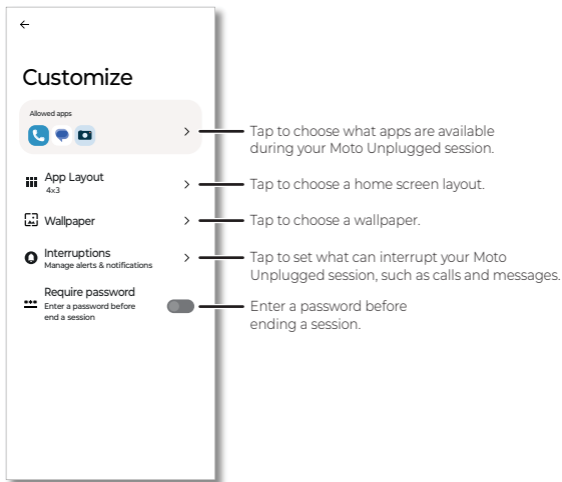 Customize
Allowed apps
Tap to choose what apps are available
during your Moto Unplugged session.
App Layout
4x3
Tap to choose a home screen layout.
Wallpaper
Tap to choose a wallpaper.
Interruptions
Manage alerts & notifications
Tap to set what can interrupt your Moto
Unplugged session, such as calls and messages.
Require password
Enter a password before
end a session
Enter a password before
ending a session.